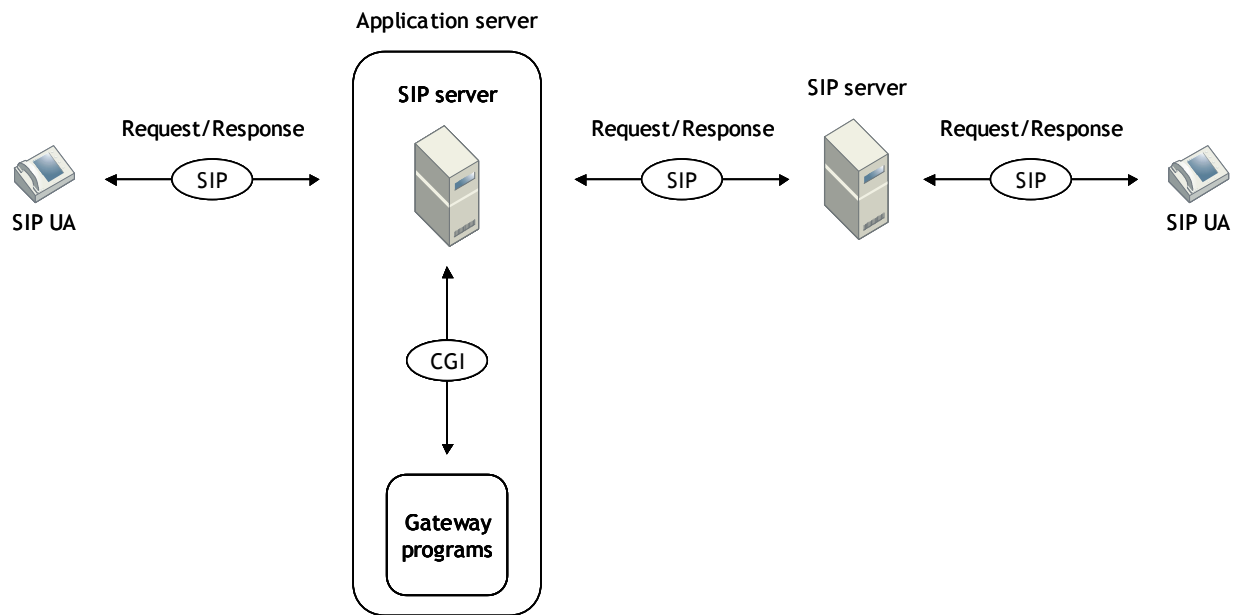 Application server
SIP server
SIP server
Request/Response
Request/Response
Request/Response
SIP
SIP
SIP
SIP UA
SIP UA
CGI
Gateway
programs